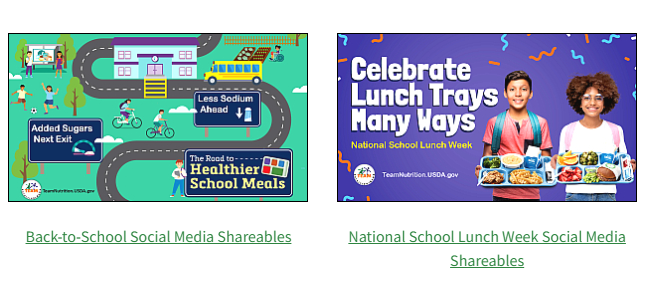 Less Sodium
Ahead
Added Sugars
Next Exit
The Road to
Healthier
School Meals
TeamNutrition.USDA.gov
Celebrate
Lunch Trays
Many Ways
National School Lunch Week
TeamNutrition.USDA.gov
Back-to-School Social Media Shareables
National School Lunch Week Social Media
Shareables